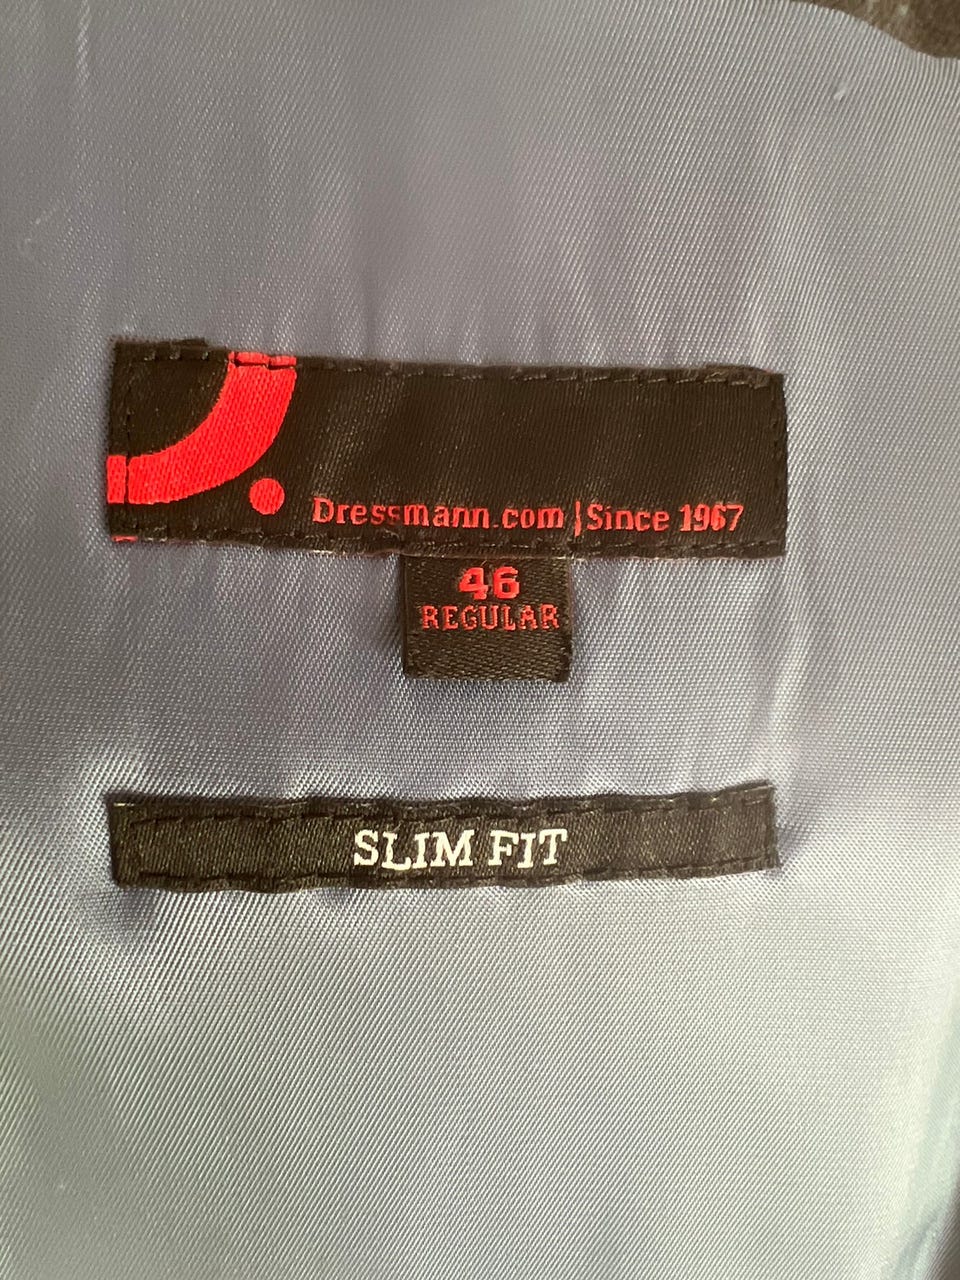 Dressmann.com | Since 1967
46
REGULAR
SLIM FIT